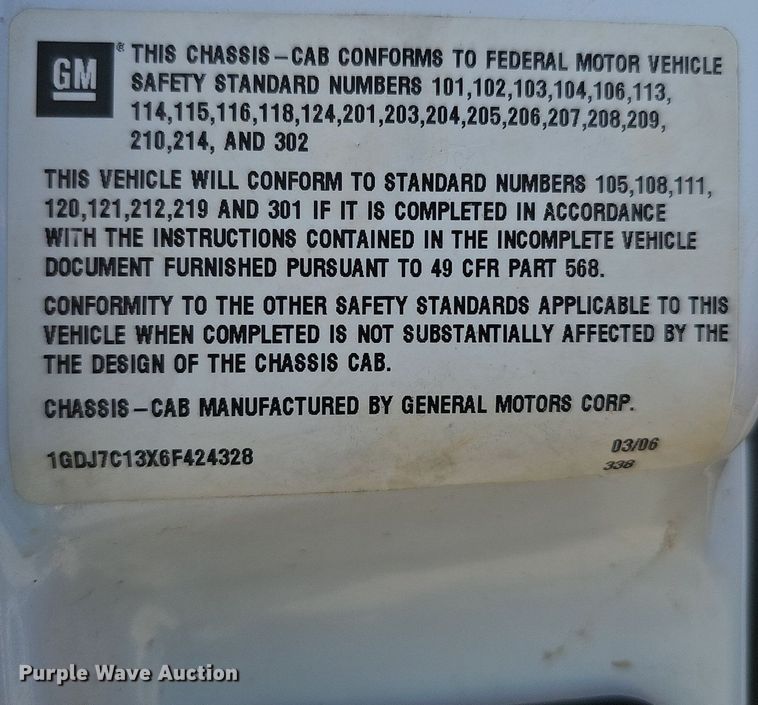 GM® THIS CHASSIS-CAB CONFORMS TO FEDERAL MOTOR VEHICLE
SAFETY STANDARD NUMBERS 101,102,103,104,106,113,
114,115,116,118,124,201,203,204,205,206,207,208,209,
210,214, AND 302
THIS VEHICLE WILL CONFORM TO STANDARD NUMBERS 105,108,111,
120,121,212,219 AND 301 IF IT IS COMPLETED IN ACCORDANCE
WITH THE INSTRUCTIONS CONTAINED IN THE INCOMPLETE VEHICLE
DOCUMENT FURNISHED PURSUANT TO 49 CFR PART 568.
CONFORMITY TO THE OTHER SAFETY STANDARDS APPLICABLE TO THIS
VEHICLE WHEN COMPLETED IS NOT SUBSTANTIALLY AFFECTED BY THE
THE DESIGN OF THE CHASSIS CAB.
CHASSIS-CAB MANUFACTURED BY GENERAL MOTORS CORP.
1GDJ7C13X6F424328 03/06
338
Purple Wave Auction